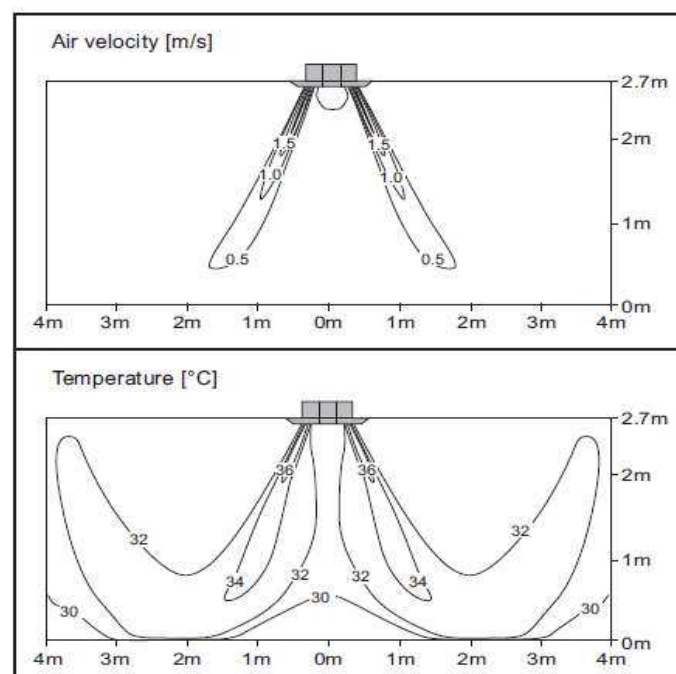 Air velocity [m/s]
2.7m
1.5 1.5
2m
1.0 1.0
1m
0.5 0.5
0m
4m 3m 2m 1m 0m 1m 2m 3m 4m
Temperature [°C]
2.7m
36 36
2m
32 32
1m
34 32 32 34
30 30 30
0m
4m 3m 2m 1m 0m 1m 2m 3m 4m